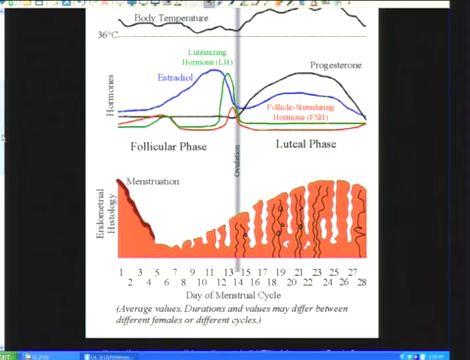 Body Temperature
36°C
Luteinizing
Hormone (LH)
Progesterone
Estradiol
Hormones
Follicle-Stimulating
Hormone (FSH)
Follicular Phase
Ovulation
Luteal Phase
Menstruation
Endometrial
Histology
1 3 5 7 9 11 13 15 17 19 21 23 25 27
2 4 6 8 10 12 14 16 18 20 22 24 26 28
Day of Menstrual Cycle
(Average values. Durations and values may differ between
different females or different cycles.)